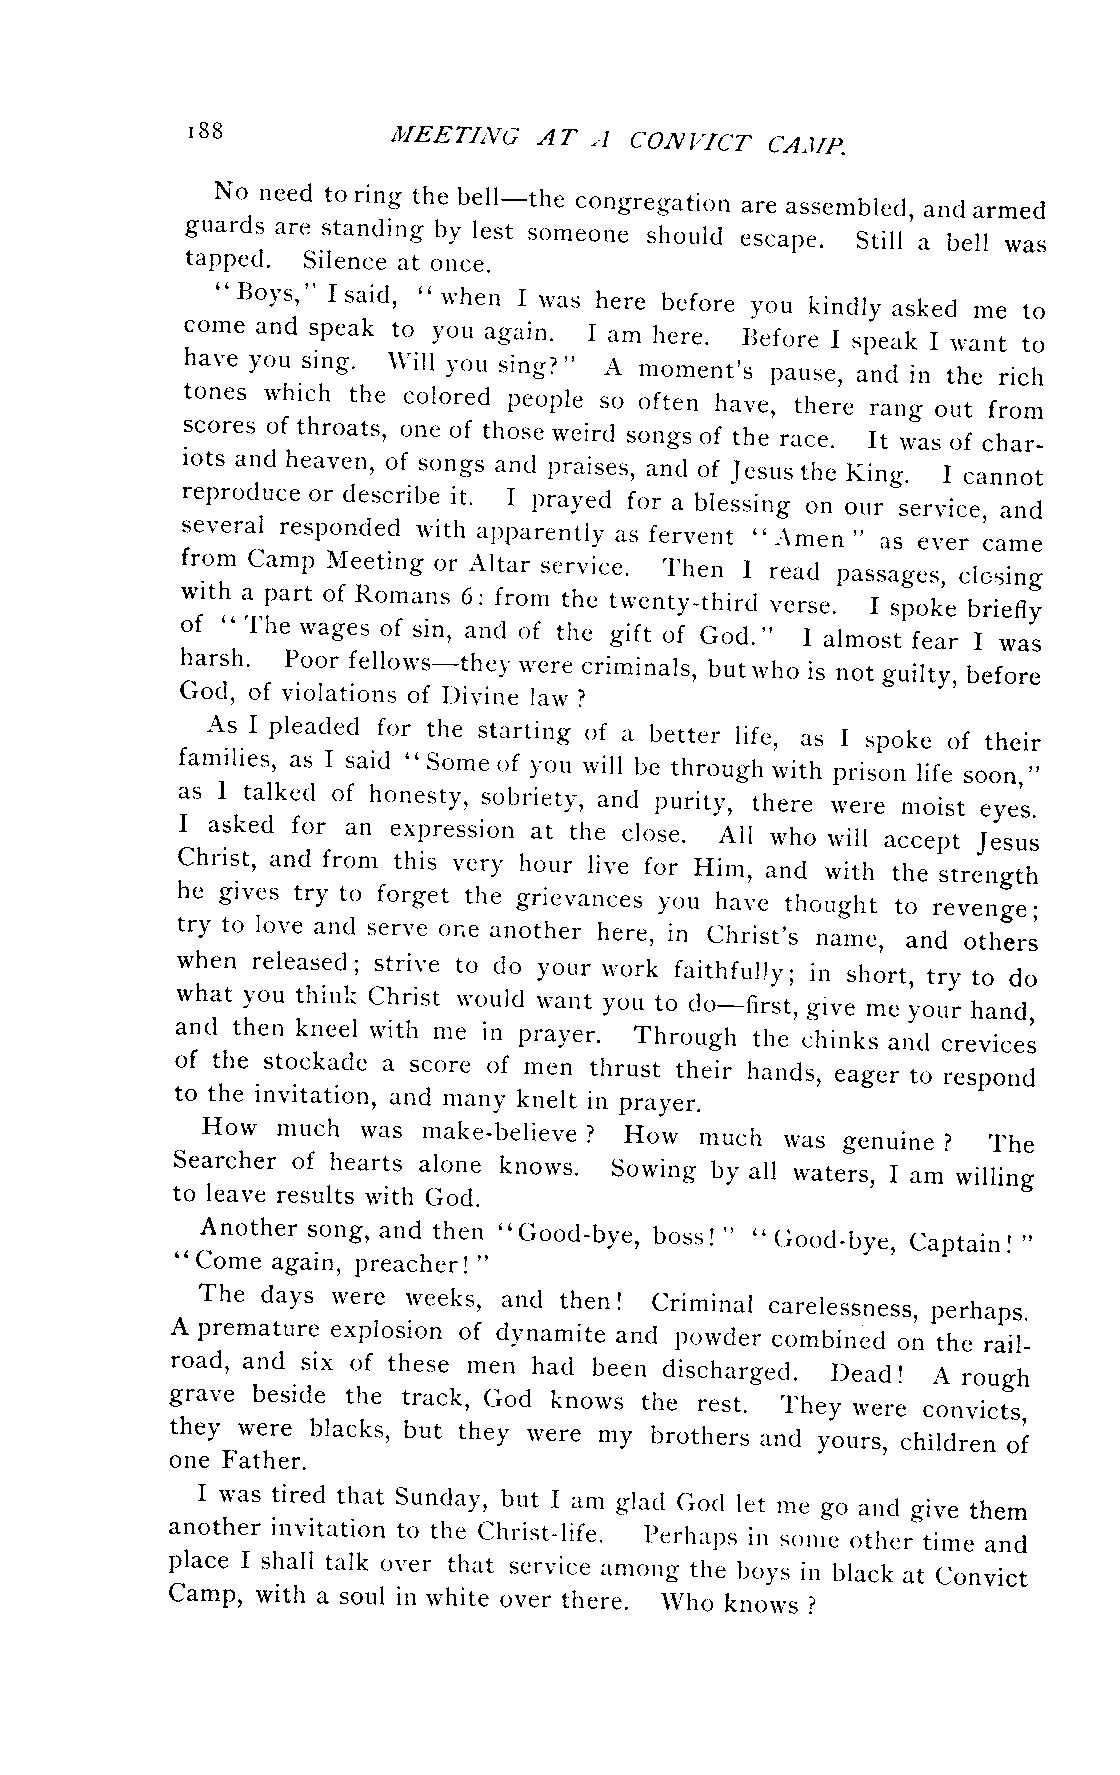 188 MEETING AT A CONVICT CAMP.
No need to ring the bell—the congregation are assembled, and armed
guards are standing by lest someone should escape. Still a bell was
tapped. Silence at once.
"Boys," I said, "when I was here before you kindly asked me to
come and speak to you again. I am here. Before I speak I want to
have you sing. Will you sing?" A moment's pause, and in the rich
tones which the colored people so often have, there rang out from
scores of throats, one of those weird songs of the race. It was of char-
iots and heaven, of songs and praises, and of Jesus the King. I cannot
reproduce or describe it. I prayed for a blessing on our service, and
several responded with apparently as fervent "Amen" as ever came
from Camp Meeting or Altar service. Then I read passages, closing
with a part of Romans 6: from the twenty-third verse. I spoke briefly
of "The wages of sin, and of the gift of God." I almost fear I was
harsh. Poor fellows—they were criminals, but who is not guilty, before
God, of violations of Divine law?
As I pleaded for the starting of a better life, as I spoke of their
families, as I said "Some of you will be through with prison life soon,"
as I talked of honesty, sobriety, and purity, there were moist eyes.
I asked for an expression at the close. All who will accept Jesus
Christ, and from this very hour live for Him, and with the strength
he gives try to forget the grievances you have thought to revenge;
try to love and serve one another here, in Christ's name, and others
when released; strive to do your work faithfully; in short, try to do
what you think Christ would want you to do—first, give me your hand,
and then kneel with me in prayer. Through the chinks and crevices
of the stockade a score of men thrust their hands, eager to respond
to the invitation, and many knelt in prayer.
How much was make-believe? How much was genuine? The
Searcher of hearts alone knows. Sowing by all waters, I am willing
to leave results with God.
Another song, and then "Good-bye, boss!" "Good-bye, Captain!"
"Come again, preacher!"
The days were weeks, and then! Criminal carelessness, perhaps.
A premature explosion of dynamite and powder combined on the rail-
road, and six of these men had been discharged. Dead! A rough
grave beside the track, God knows the rest. They were convicts,
they were blacks, but they were my brothers and yours, children of
one Father.
I was tired that Sunday, but I am glad God let me go and give them
another invitation to the Christ-life. Perhaps in some other time and
place I shall talk over that service among the boys in black at Convict
Camp, with a soul in white over there. Who knows?